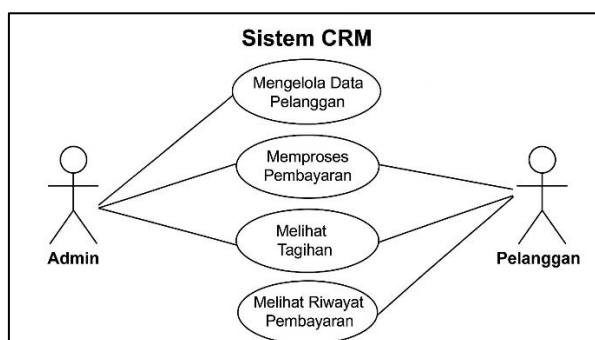 Sistem CRM
Mengelola Data
Pelanggan
Memproses
Pembayaran
Melihat
Tagihan
Melihat Riwayat
Pembayaran
Admin
Pelanggan